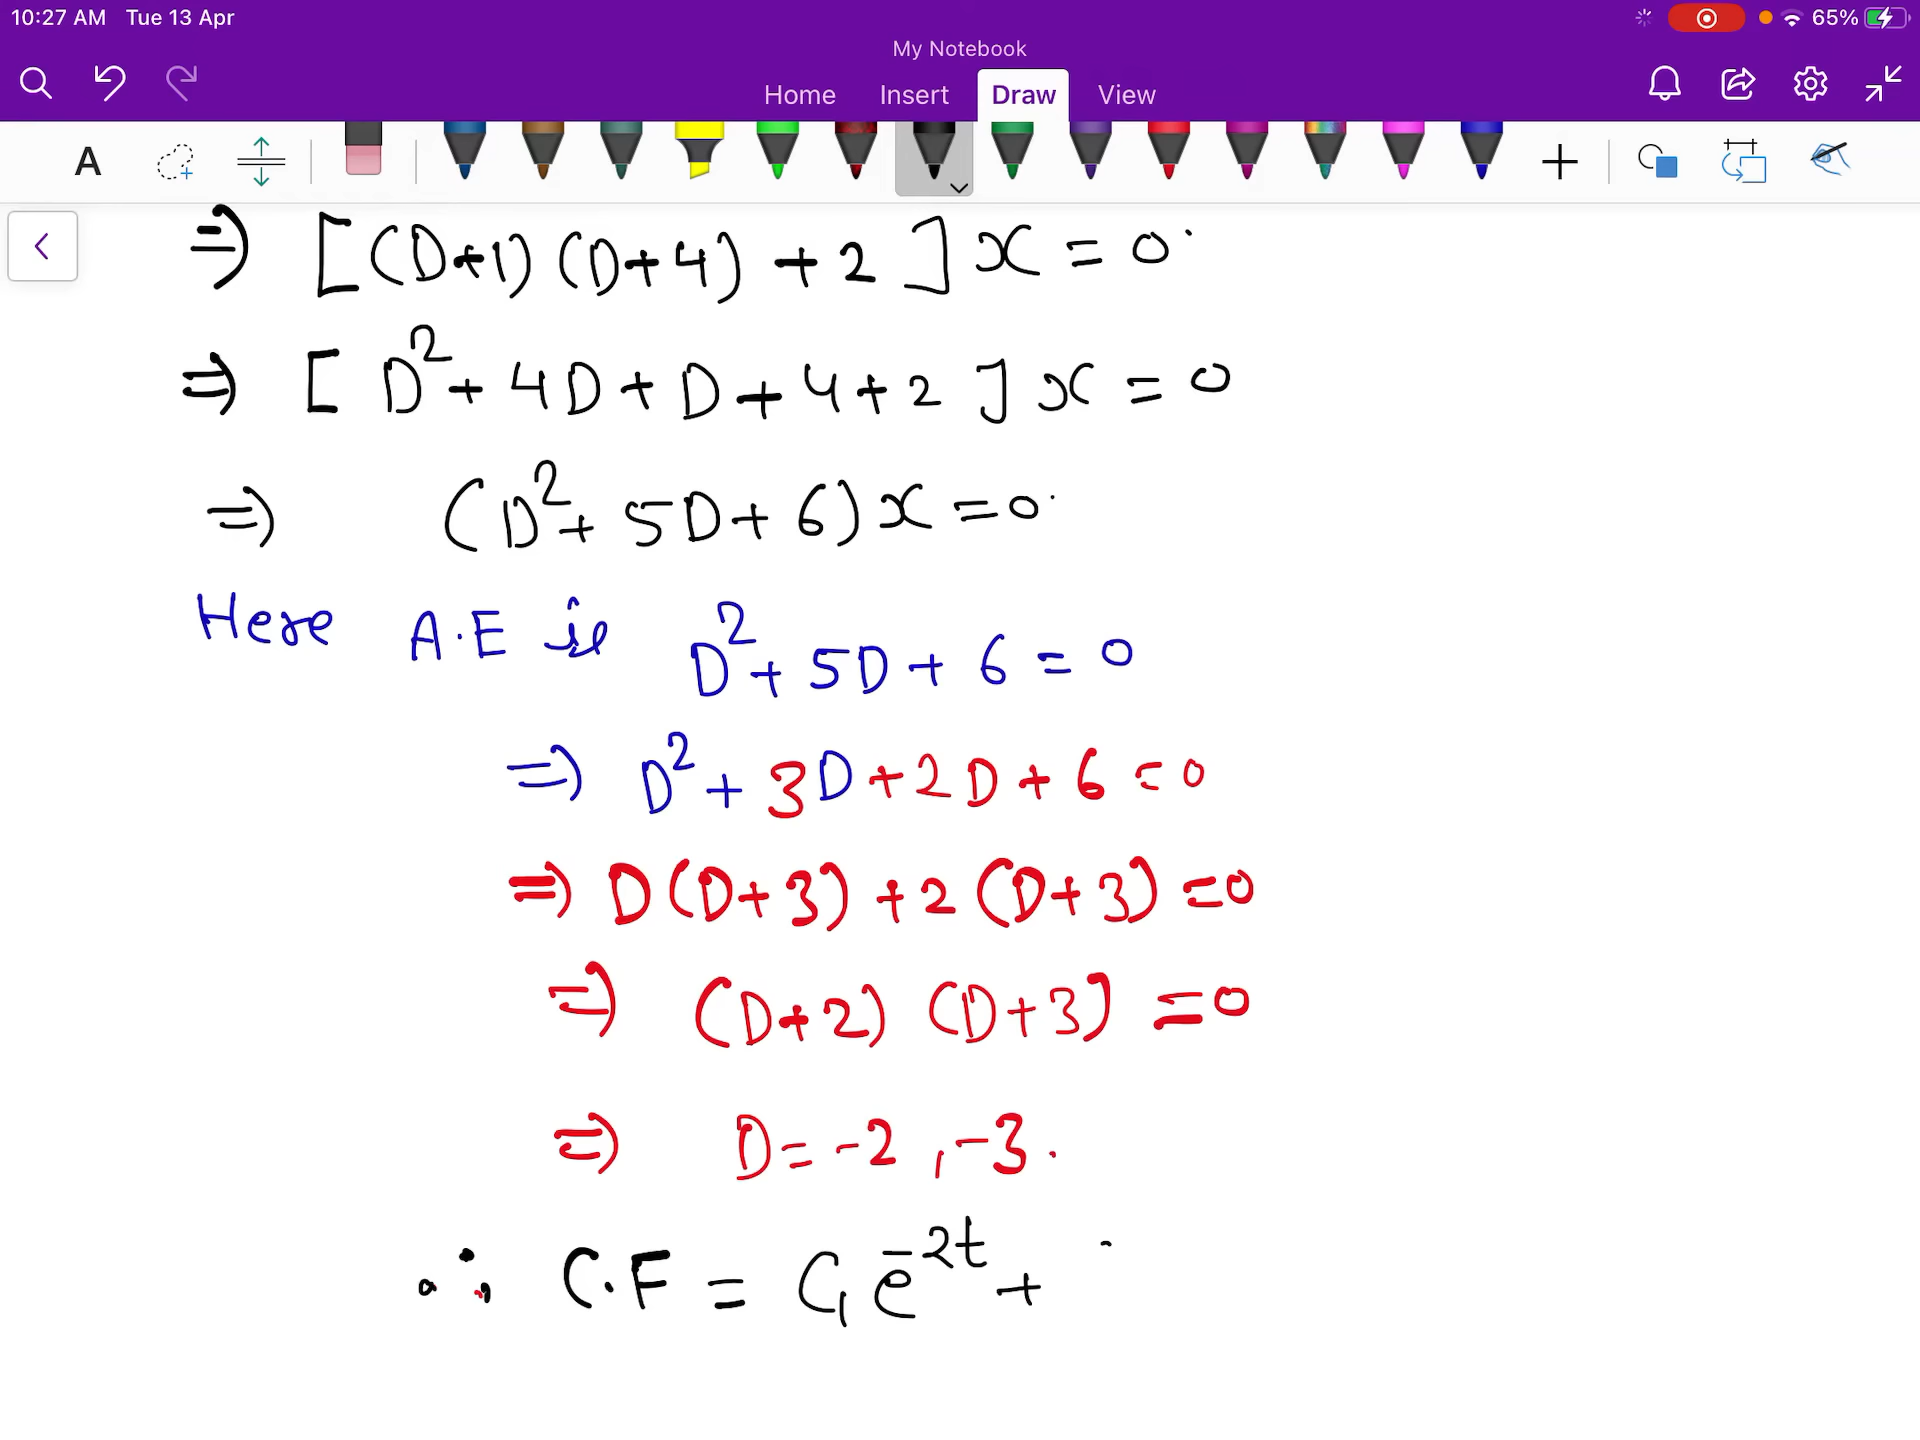 10:27 AM Tue 13 Apr 65%
My Notebook
Home Insert Draw View
A
⇒ [(D+1)(D+4)+2]x=0
⇒ [D²+4D+D+4+2]x=0
⇒ (D²+5D+6)x=0
Here A.E is D²+5D+6=0
⇒ D²+3D+2D+6=0
⇒ D(D+3)+2(D+3)=0
⇒ (D+2)(D+3)=0
⇒ D=-2,-3.
∴ C.F = C₁e⁻²ᵗ+